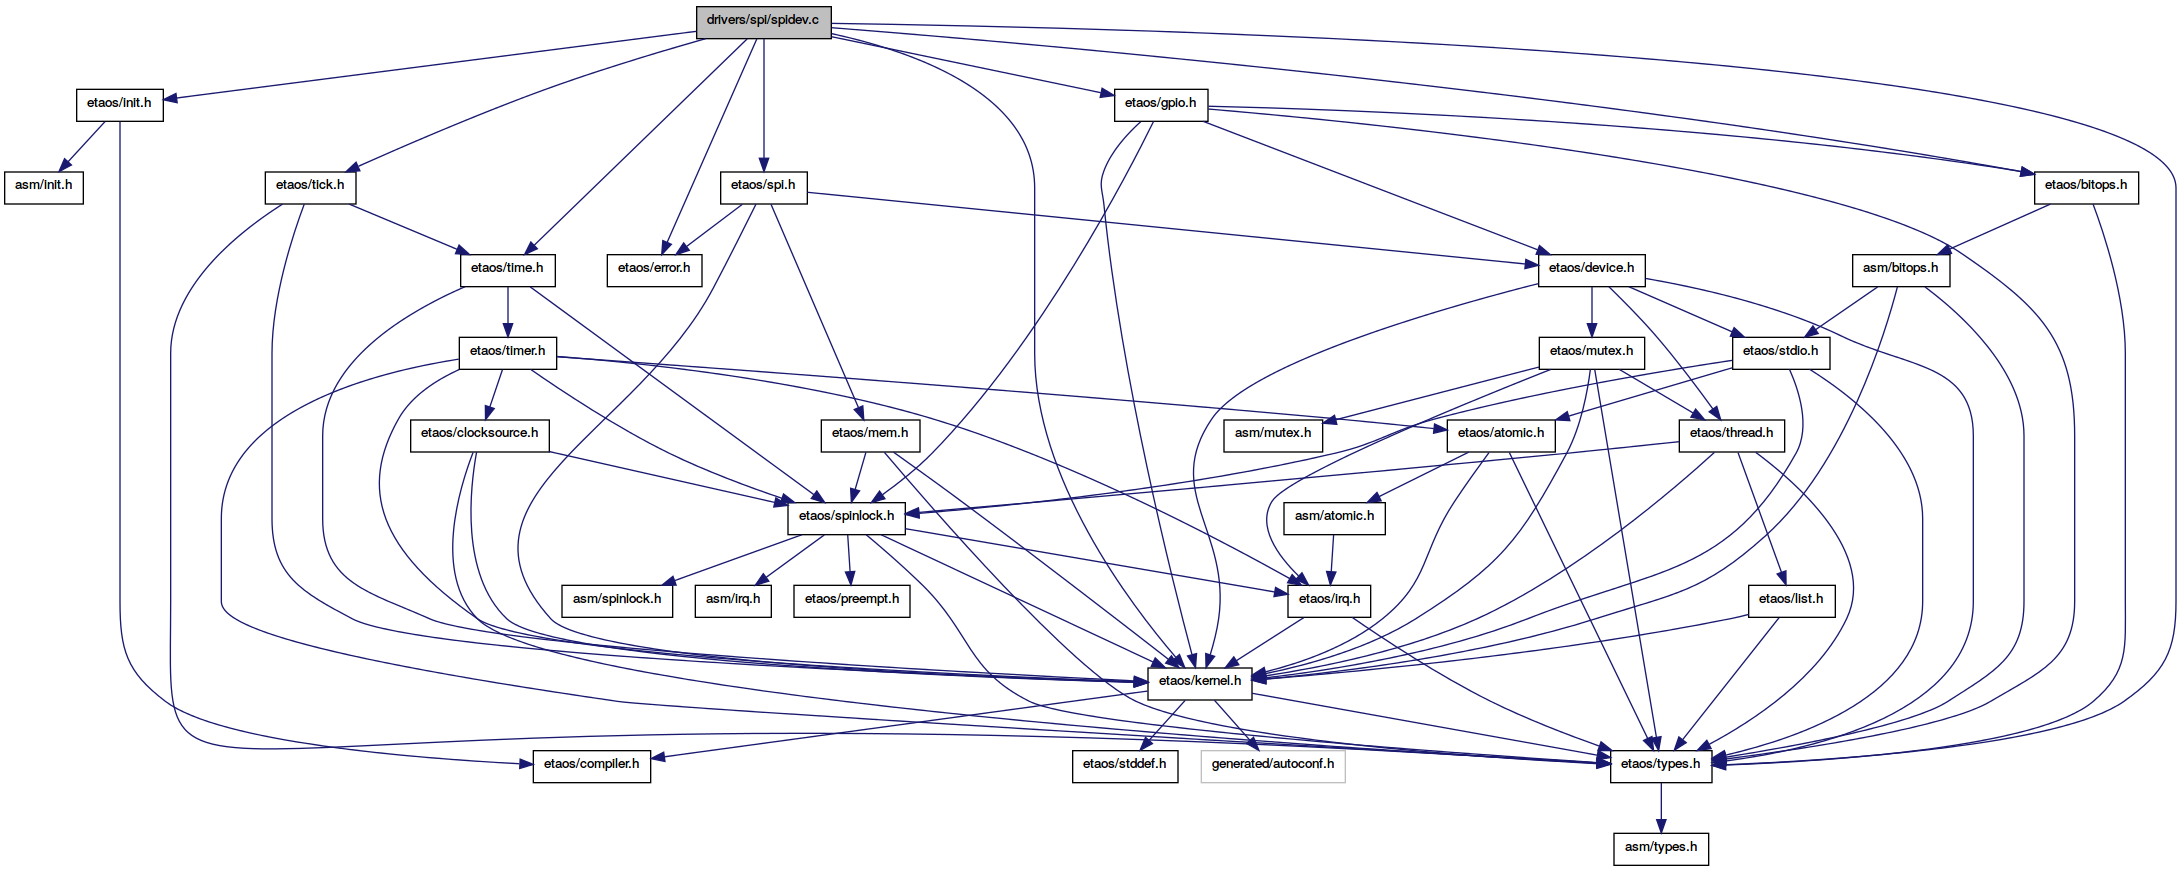 drivers/spi/spidev.c
etaos/init.h
etaos/gpio.h
asm/init.h
etaos/tick.h
etaos/spi.h
etaos/bitops.h
etaos/time.h
etaos/error.h
etaos/device.h
asm/bitops.h
etaos/timer.h
etaos/mutex.h
etaos/stdio.h
etaos/clocksource.h
etaos/mem.h
asm/mutex.h
etaos/atomic.h
etaos/thread.h
etaos/spinlock.h
asm/atomic.h
asm/spinlock.h
asm/irq.h
etaos/preempt.h
etaos/irq.h
etaos/list.h
etaos/kernel.h
etaos/compiler.h
etaos/stddef.h
generated/autoconf.h
etaos/types.h
asm/types.h